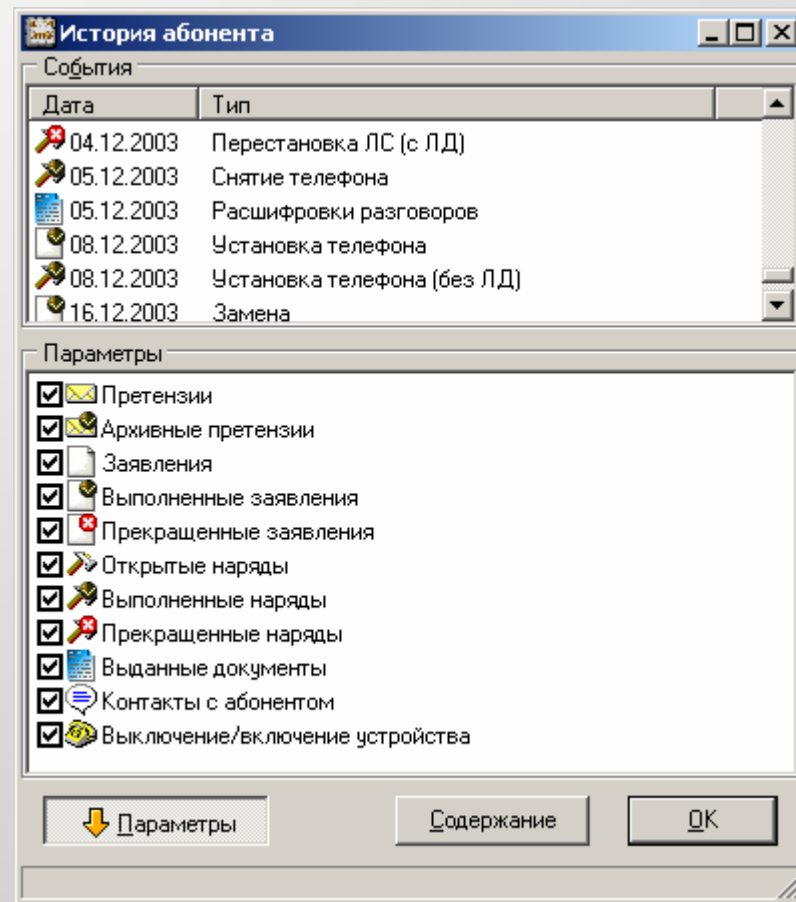 История абонента
События
Дата Тип
04.12.2003 Перестановка ЛС (с ЛД)
05.12.2003 Снятие телефона
05.12.2003 Расшифровки разговоров
08.12.2003 Установка телефона
08.12.2003 Установка телефона (без ЛД)
16.12.2003 Замена
Параметры
Претензии
Архивные претензии
Заявления
Выполненные заявления
Прекращенные заявления
Открытые наряды
Выполненные наряды
Прекращенные наряды
Выданные документы
Контакты с абонентом
Выключение/включение устройства
Параметры Содержание OK